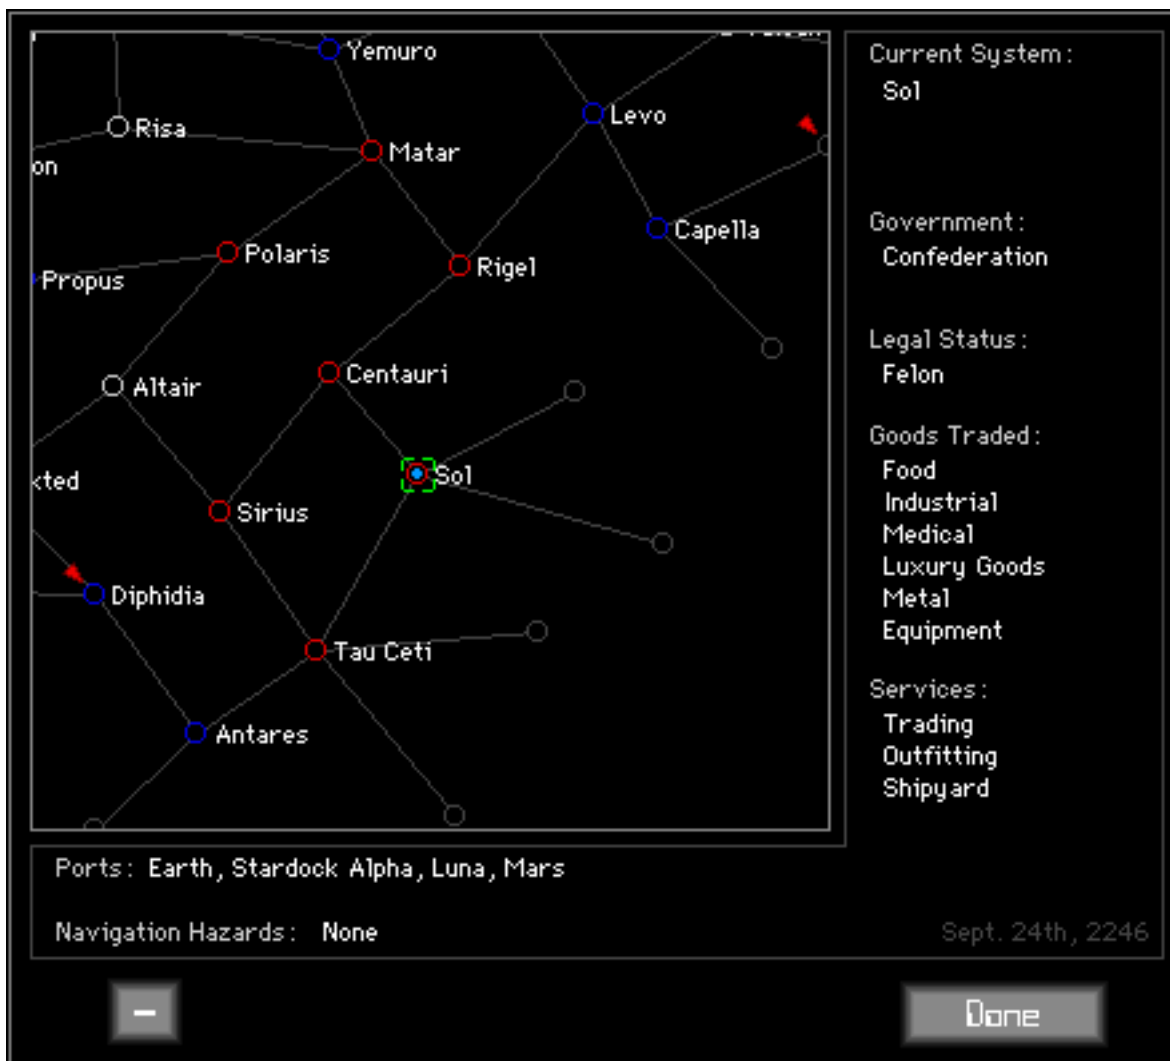 Yemuro
Levo
Risa
Matar
on
Polaris
Capella
Rigel
Propus
Centauri
Altair
Sol
xted
Sirius
Diphidia
Tau Ceti
Antares
Current System:
Sol
Government:
Confederation
Legal Status:
Felon
Goods Traded:
Food
Industrial
Medical
Luxury Goods
Metal
Equipment
Services:
Trading
Outfitting
Shipyard
Ports: Earth, Stardock Alpha, Luna, Mars
Navigation Hazards: None
Sept. 24th, 2246
-
Done